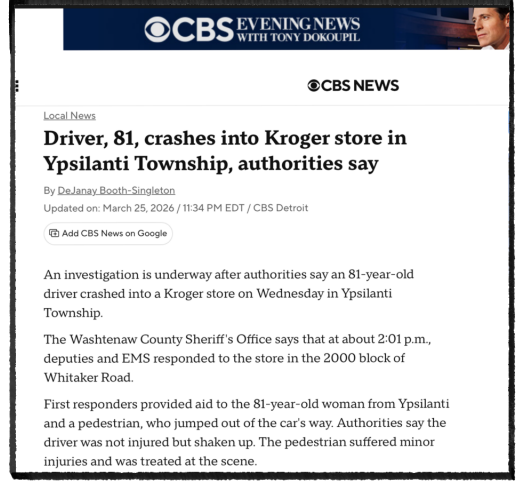 CBS EVENING NEWS
WITH TONY DOKOUPIL
CBS NEWS
Local News
Driver, 81, crashes into Kroger store in
Ypsilanti Township, authorities say
By DeJanay Booth-Singleton
Updated on: March 25, 2026 / 11:34 PM EDT / CBS Detroit
Add CBS News on Google
An investigation is underway after authorities say an 81-year-old
driver crashed into a Kroger store on Wednesday in Ypsilanti
Township.
The Washtenaw County Sheriff's Office says that at about 2:01 p.m.,
deputies and EMS responded to the store in the 2000 block of
Whitaker Road.
First responders provided aid to the 81-year-old woman from Ypsilanti
and a pedestrian, who jumped out of the car's way. Authorities say the
driver was not injured but shaken up. The pedestrian suffered minor
injuries and was treated at the scene.